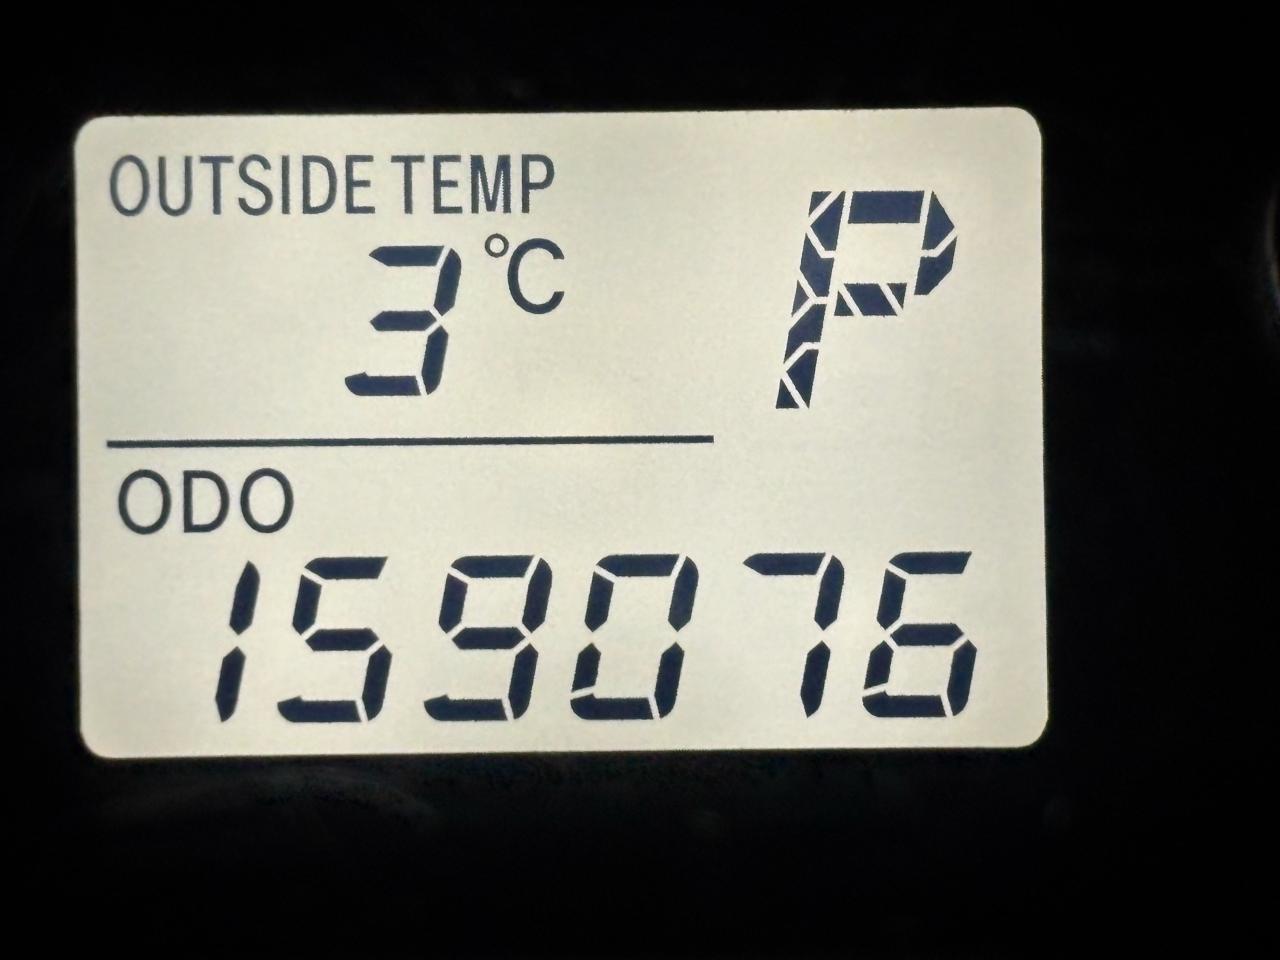 OUTSIDE TEMP
3°C P
ODO
159076